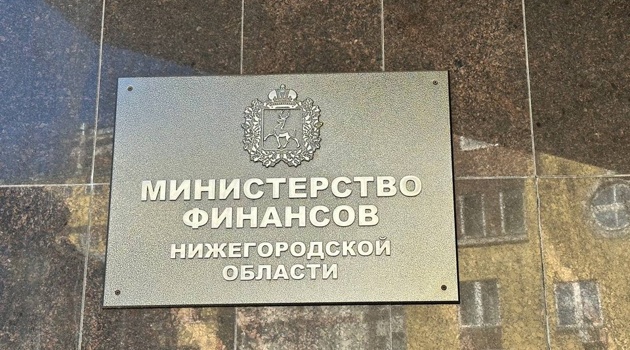 МИНИСТЕРСТВО
ФИНАНСОВ
НИЖЕГОРОДСКОЙ
ОБЛАСТИ